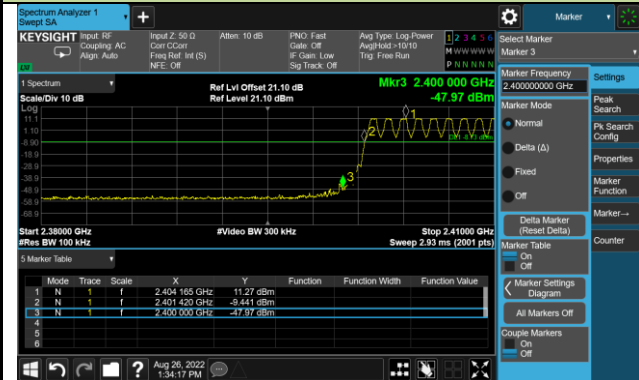 Spectrum Analyzer 1
Swept SA
+
Marker
KEYSIGHT
Input: RF
Coupling: AC
Align: Auto
Input Z: 50 Ω
Corr CCorr
Freq Ref: Int (S)
NFE: Off
Atten: 10 dB
PNO: Fast
Gate: Off
IF Gain: Low
Sig Track: Off
Avg Type: Log-Power
Avg|Hold:>10/10
Trig: Free Run
1 2 3 4 5 6
M W W W W W
P N N N N N
LW
Select Marker
Marker 3
1 Spectrum
Scale/Div 10 dB
Ref Lvl Offset 21.10 dB
Ref Level 21.10 dBm
Mkr3 2.400 000 GHz
-47.97 dBm
Log
11.1
1.10
-8.90
-18.9
-28.9
-38.9
-48.9
-58.9
-68.9
1
2
3
Start 2.38000 GHz
#Res BW 100 kHz
#Video BW 300 kHz
Stop 2.41000 GHz
Sweep 2.93 ms (2001 pts)
5 Marker Table
Mode Trace Scale X Y Function Function Width Function Value
1 N 1 f 2.404 165 GHz 11.27 dBm
2 N 1 f 2.401 420 GHz -9.441 dBm
3 N 1 f 2.400 000 GHz -47.97 dBm
4
5
6
Marker Frequency
2.400000000 GHz
Marker Mode
Normal
Delta (Δ)
Fixed
Off
Delta Marker
(Reset Delta)
Marker Table
On
Off
Marker Settings
Diagram
All Markers Off
Couple Markers
On
Off
Settings
Peak
Search
Pk Search
Config
Properties
Marker
Function
Marker→
Counter
?
Aug 26, 2022
1:34:17 PM